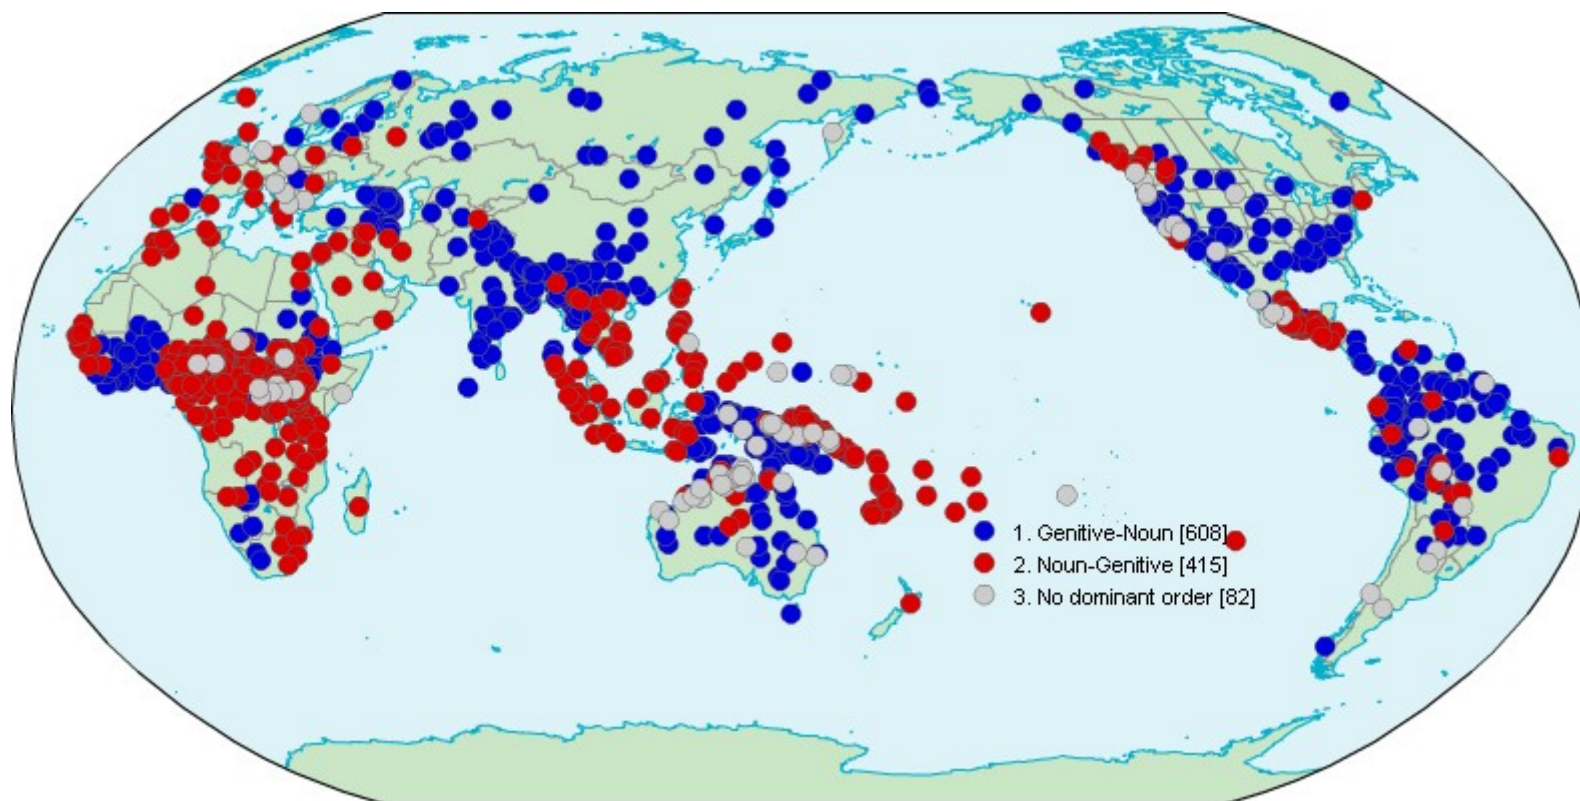 1. Genitive-Noun [608]
2. Noun-Genitive [415]
3. No dominant order [82]